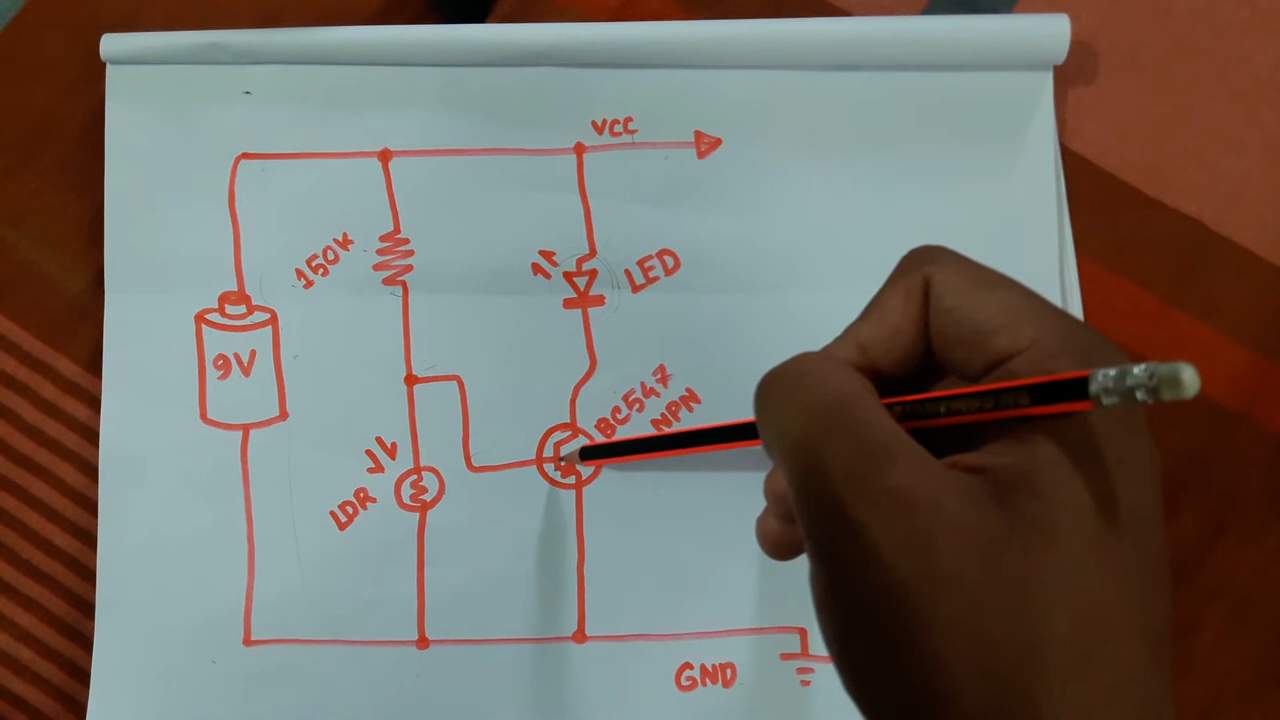 VCC
150K
LED
9V
BC547
NPN
LDR
GND